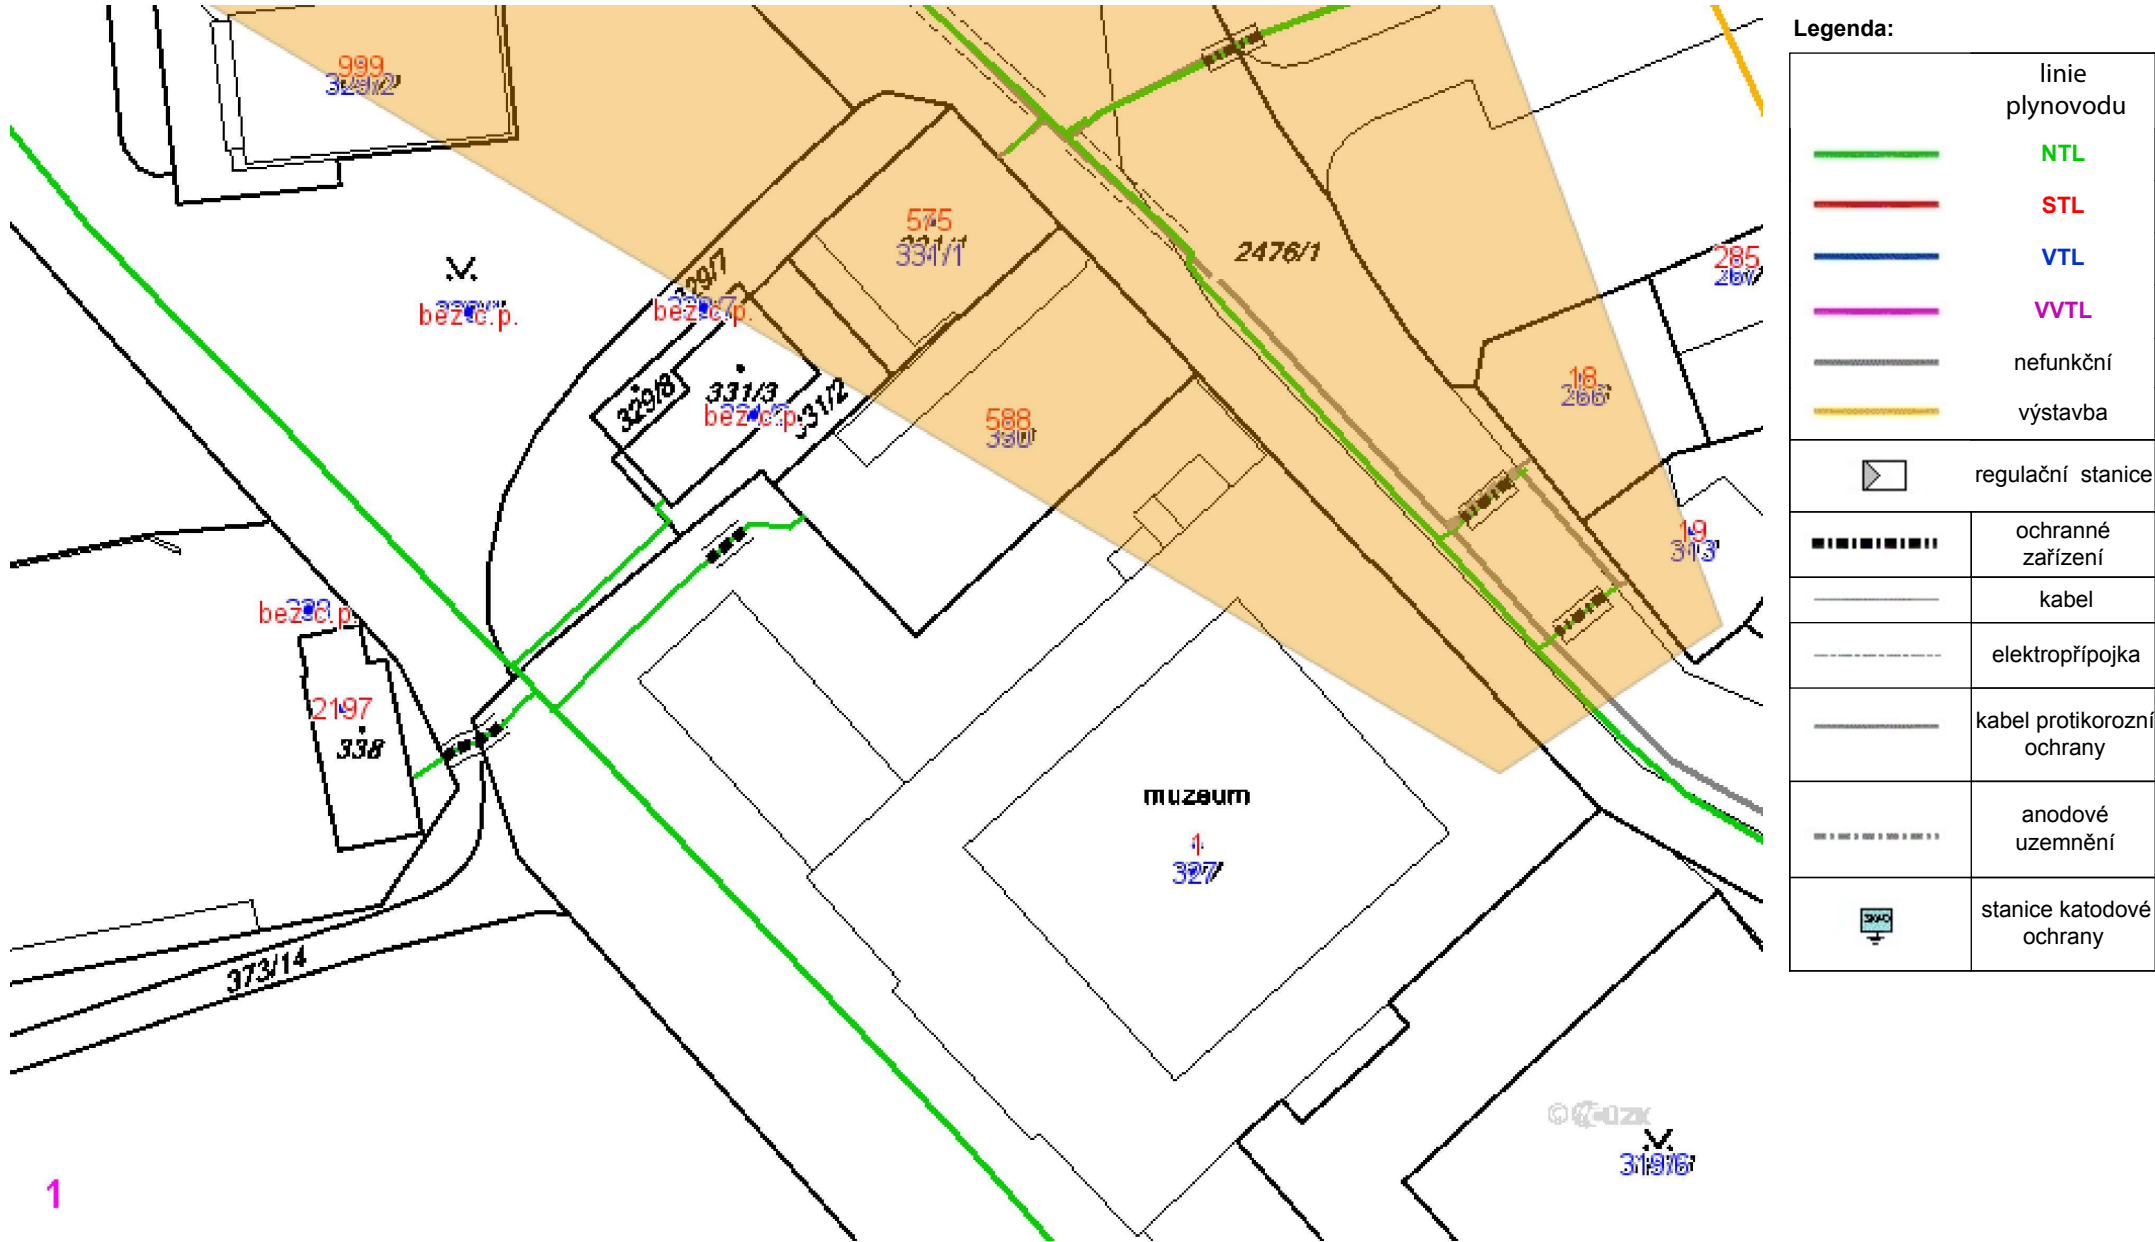 999
329/2
575
331/1
2476/1
285
267
329/7
bez č.p.
bez č.p.
331/3
329/8
bez č.p.
331/2
18
266
588
390
19
313
bez č.p.
2197
338
muzeum
1
327
373/14
319/6
1
Legenda:
linie
plynovodu
NTL
STL
VTL
VVTL
nefunkční
výstavba
regulační stanice
ochranné
zařízení
kabel
elektropřípojka
kabel protikorozní
ochrany
anodové
uzemnění
stanice katodové
ochrany